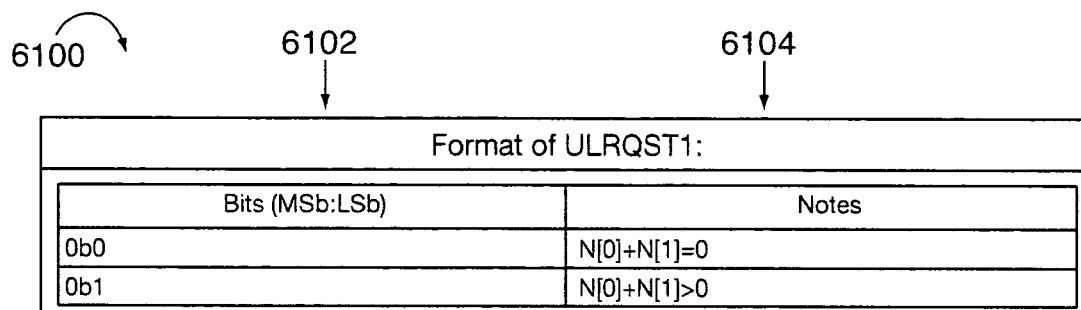 6100
6102
6104
Format of ULRQST1:
Bits (MSb:LSb) Notes
0b0 N[0]+N[1]=0
0b1 N[0]+N[1]>0